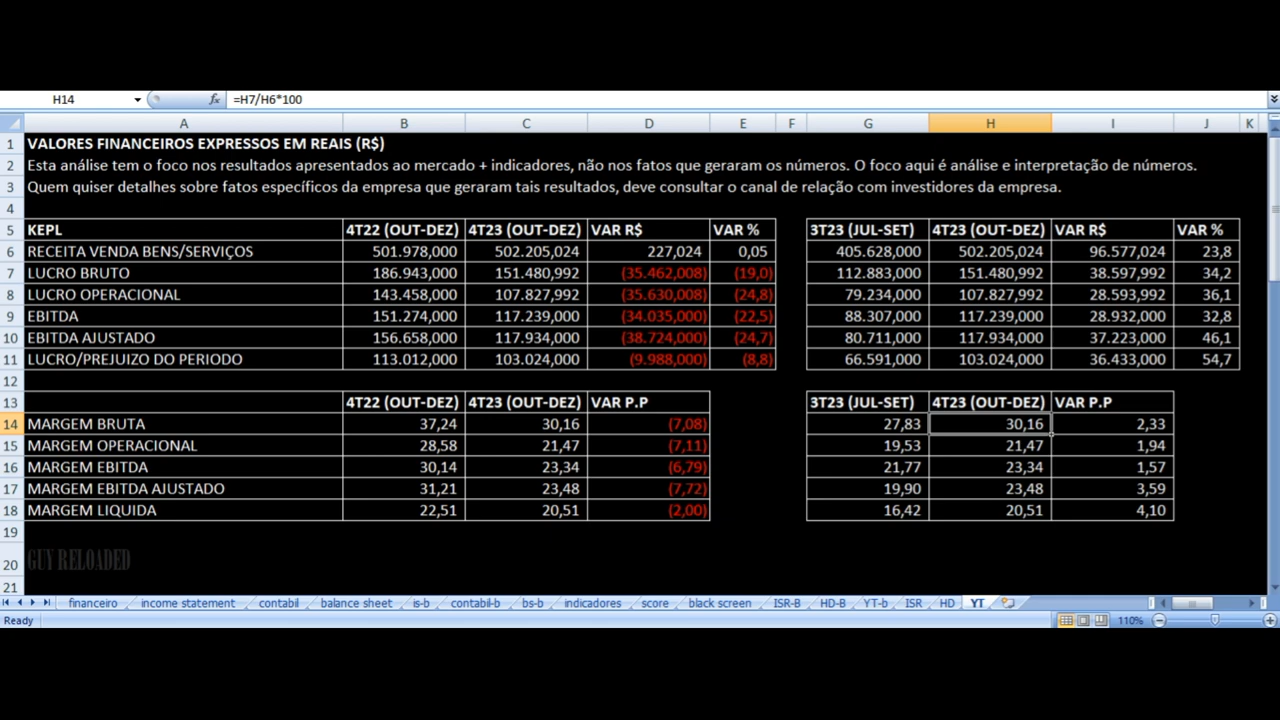 H14 fx =H7/H6*100
A B C D E F G H I J K
1 VALORES FINANCEIROS EXPRESSOS EM REAIS (R$)
2 Esta análise tem o foco nos resultados apresentados ao mercado + indicadores, não nos fatos que geraram os números. O foco aqui é análise e interpretação de números.
3 Quem quiser detalhes sobre fatos específicos da empresa que geraram tais resultados, deve consultar o canal de relação com investidores da empresa.
4
5 KEPL 4T22 (OUT-DEZ) 4T23 (OUT-DEZ) VAR R$ VAR % 3T23 (JUL-SET) 4T23 (OUT-DEZ) VAR R$ VAR %
6 RECEITA VENDA BENS/SERVIÇOS 501.978,000 502.205,024 227,024 0,05 405.628,000 502.205,024 96.577,024 23,8
7 LUCRO BRUTO 186.943,000 151.480,992 (35.462,008) (19,0) 112.883,000 151.480,992 38.597,992 34,2
8 LUCRO OPERACIONAL 143.458,000 107.827,992 (35.630,008) (24,8) 79.234,000 107.827,992 28.593,992 36,1
9 EBITDA 151.274,000 117.239,000 (34.035,000) (22,5) 88.307,000 117.239,000 28.932,000 32,8
10 EBITDA AJUSTADO 156.658,000 117.934,000 (38.724,000) (24,7) 80.711,000 117.934,000 37.223,000 46,1
11 LUCRO/PREJUIZO DO PERIODO 113.012,000 103.024,000 (9.988,000) (8,8) 66.591,000 103.024,000 36.433,000 54,7
12
13 4T22 (OUT-DEZ) 4T23 (OUT-DEZ) VAR P.P 3T23 (JUL-SET) 4T23 (OUT-DEZ) VAR P.P
14 MARGEM BRUTA 37,24 30,16 (7,08) 27,83 30,16 2,33
15 MARGEM OPERACIONAL 28,58 21,47 (7,11) 19,53 21,47 1,94
16 MARGEM EBITDA 30,14 23,34 (6,79) 21,77 23,34 1,57
17 MARGEM EBITDA AJUSTADO 31,21 23,48 (7,72) 19,90 23,48 3,59
18 MARGEM LIQUIDA 22,51 20,51 (2,00) 16,42 20,51 4,10
19
20 GUY RELOADED
21
financeiro income statement contabil balance sheet is-b contabil-b bs-b indicadores score black screen ISR-B HD-B YT-b ISR HD YT
Ready 110%